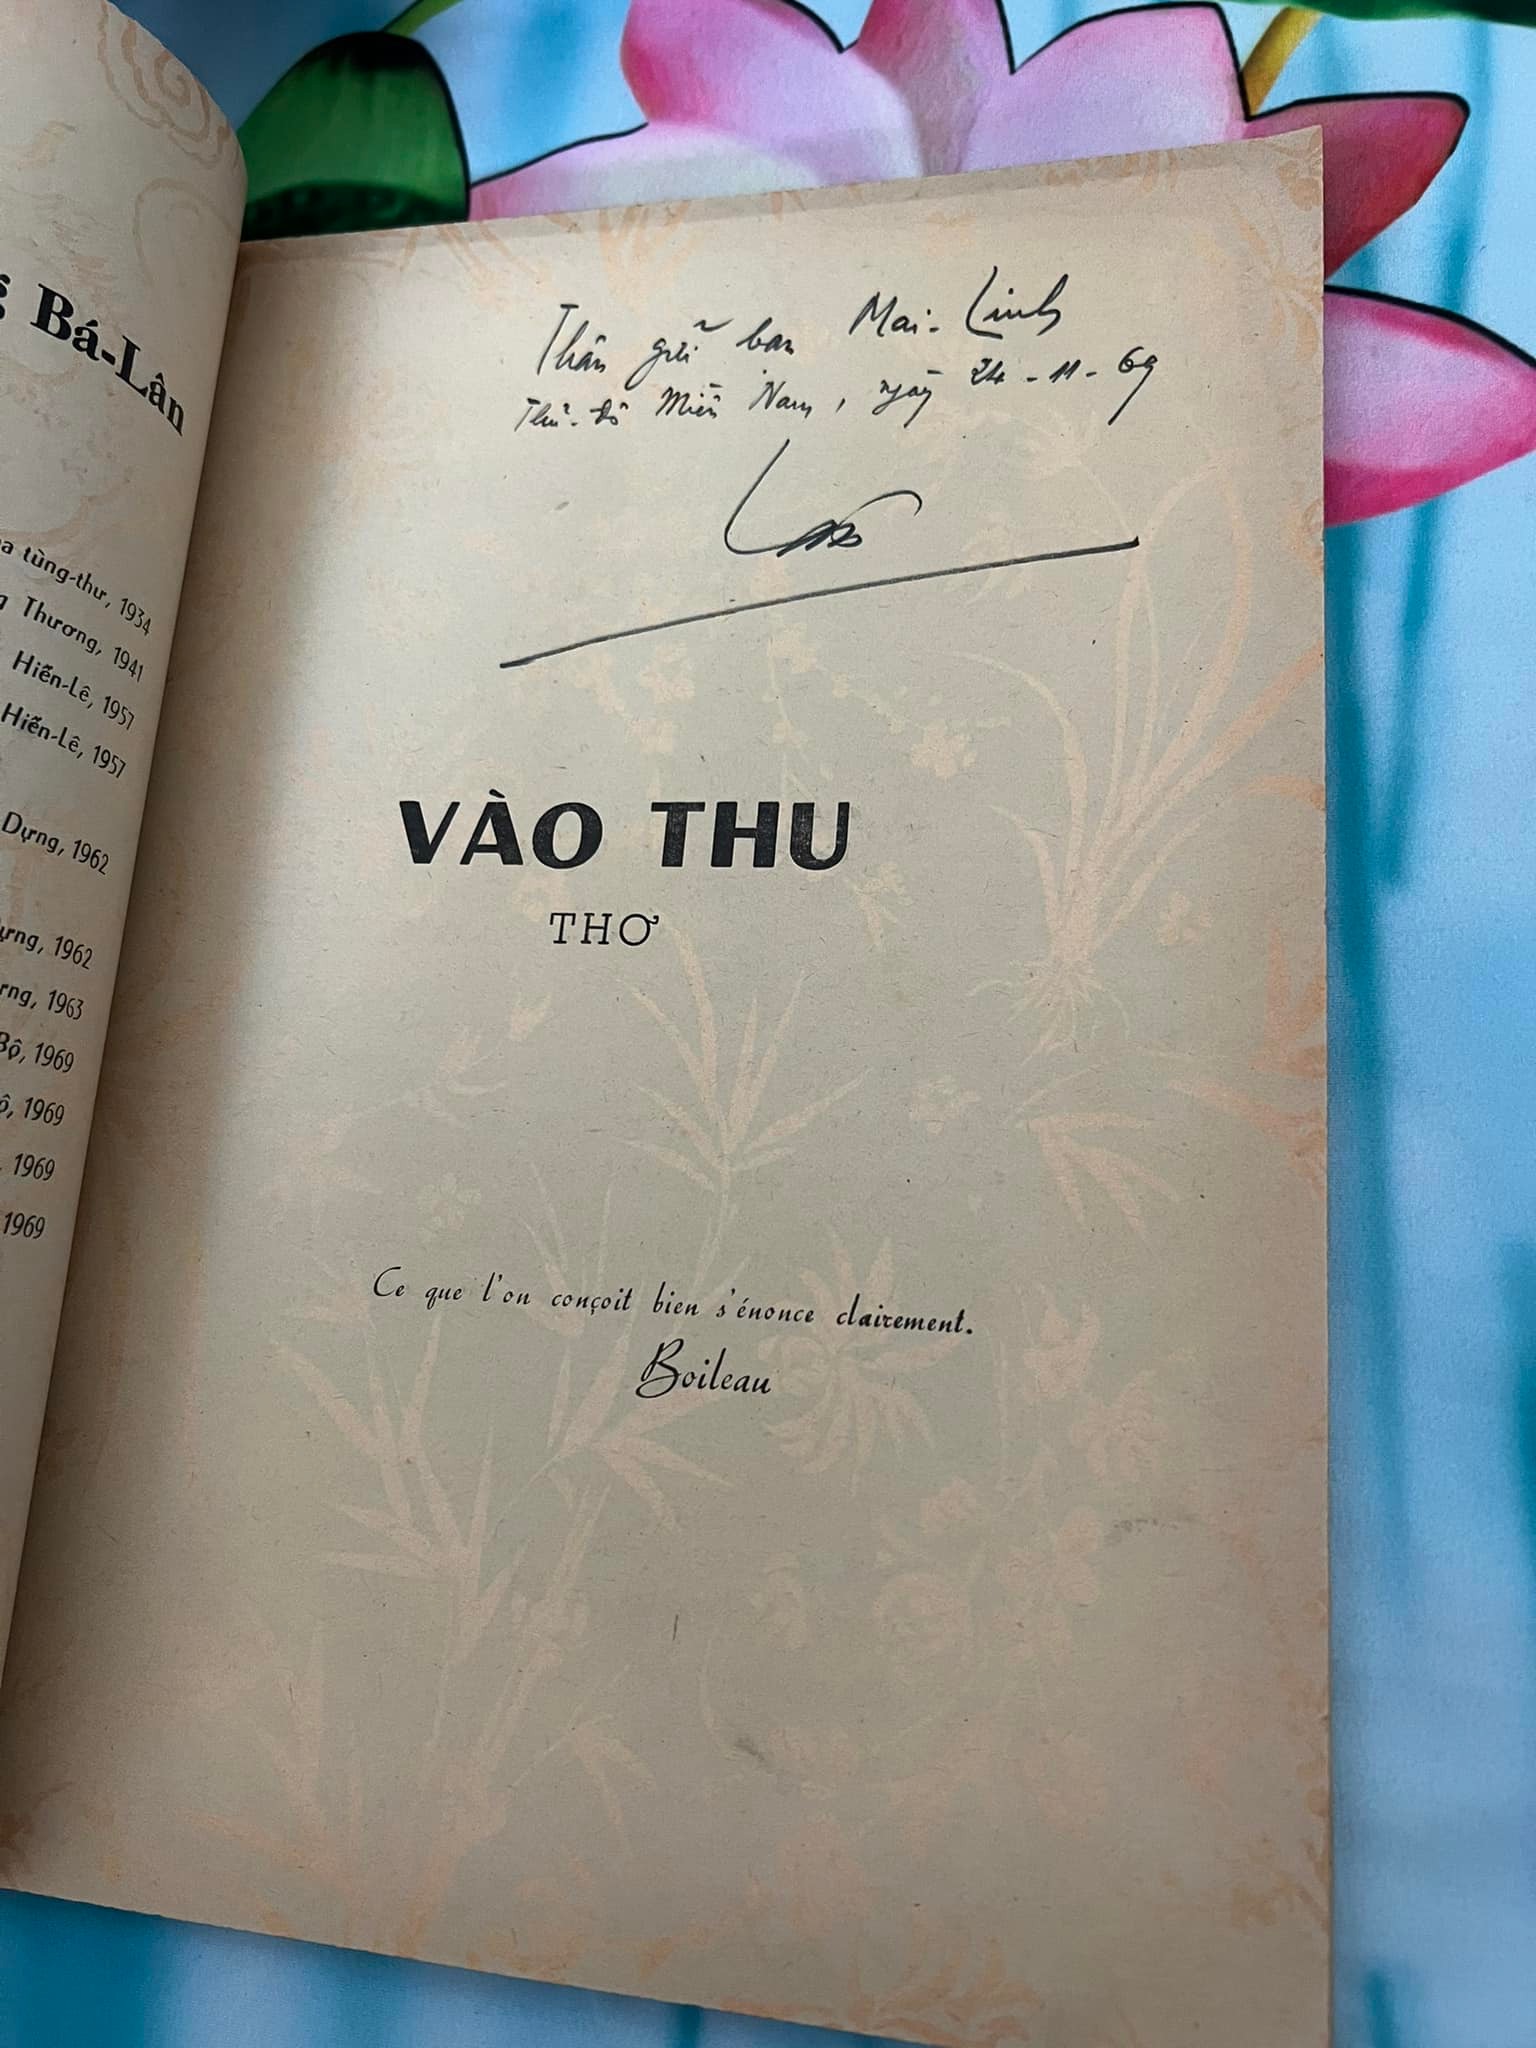 Bá-Lân
tùng-thư, 1934
Thương, 1941
Hiến-Lê, 1957
Hiến-Lê, 1957
Dựng, 1962
1962
1963
Bộ, 1969
1969
1969
1969
Thân gửi bạn Mai-Linh
Thủ-đô Miền Nam, ngày 24-11-69
VÀO THU
THƠ
Ce que l'on conçoit bien s'énonce clairement.
Boileau